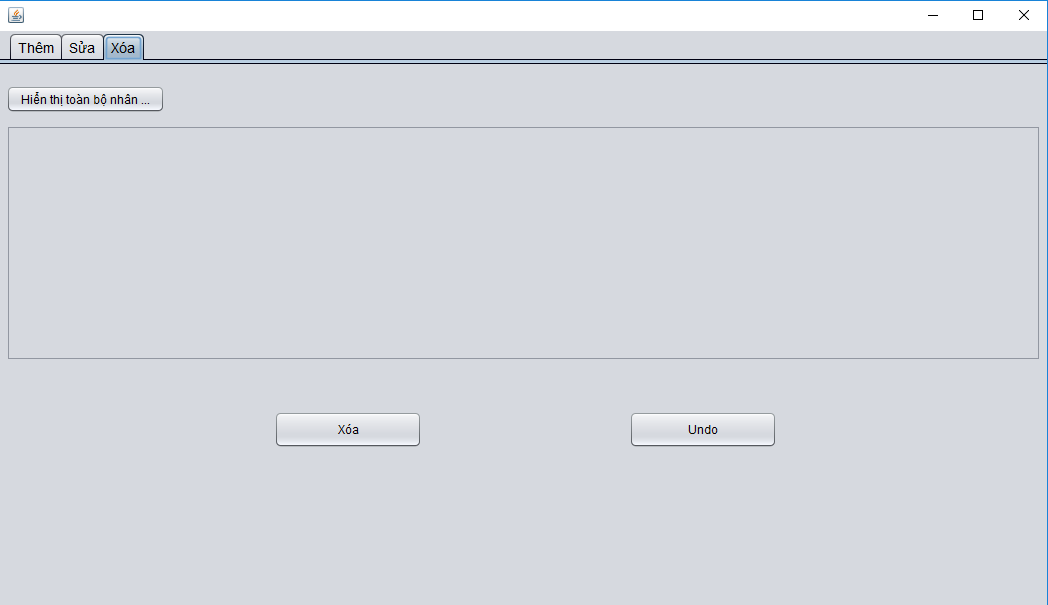 Thêm Sửa Xóa
Hiển thị toàn bộ nhân ...
Xóa Undo